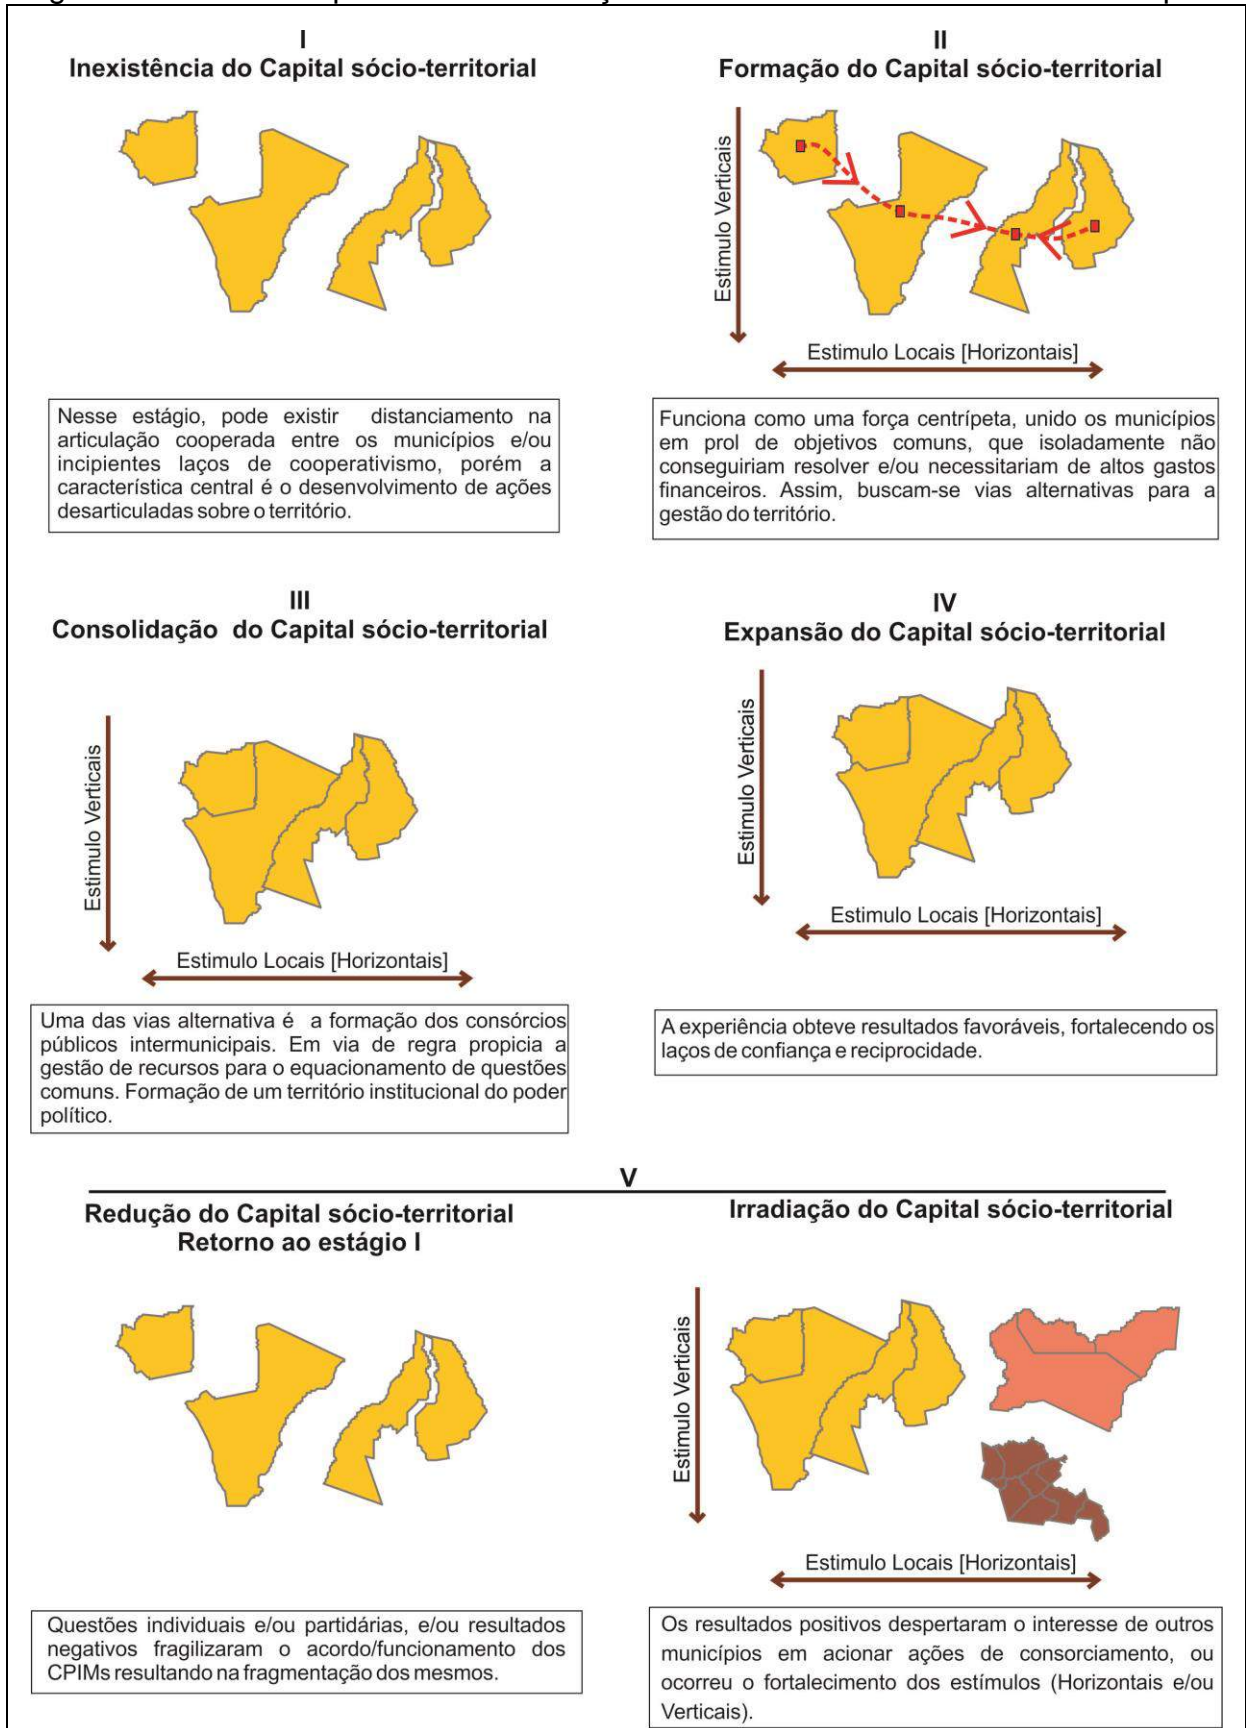 I
Inexistência do Capital sócio-territorial
II
Formação do Capital sócio-territorial
Estimulo Verticais
Estimulo Locais [Horizontais]
Nesse estágio, pode existir distanciamento na
articulação cooperada entre os municípios e/ou
incipientes laços de cooperativismo, porém a
característica central é o desenvolvimento de ações
desarticuladas sobre o território.
Funciona como uma força centrípeta, unido os municípios
em prol de objetivos comuns, que isoladamente não
conseguiriam resolver e/ou necessitariam de altos gastos
financeiros. Assim, buscam-se vias alternativas para a
gestão do território.
III
Consolidação do Capital sócio-territorial
Estimulo Verticais
Estimulo Locais [Horizontais]
Uma das vias alternativa é a formação dos consórcios
públicos intermunicipais. Em via de regra propicia a
gestão de recursos para o equacionamento de questões
comuns. Formação de um território institucional do poder
político.
IV
Expansão do Capital sócio-territorial
Estimulo Verticais
Estimulo Locais [Horizontais]
A experiência obteve resultados favoráveis, fortalecendo os
laços de confiança e reciprocidade.
V
Redução do Capital sócio-territorial
Retorno ao estágio I
Questões individuais e/ou partidárias, e/ou resultados
negativos fragilizaram o acordo/funcionamento dos
CPIMs resultando na fragmentação dos mesmos.
Irradiação do Capital sócio-territorial
Estimulo Verticais
Estimulo Locais [Horizontais]
Os resultados positivos despertaram o interesse de outros
municípios em acionar ações de consorciamento, ou
ocorreu o fortalecimento dos estímulos (Horizontais e/ou
Verticais).